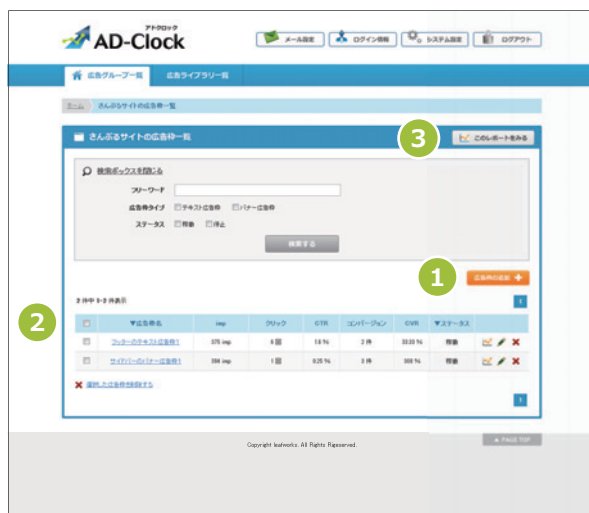 アドクロック
AD-Clock
メール設定
ログイン情報
システム設定
ログアウト
広告グループ一覧
広告ライブラリ一覧
ホーム
さんぷるサイトの広告枠一覧
さんぷるサイトの広告枠一覧
3
このレポートをみる
検索ボックスを閉じる
フリーワード
広告枠タイプ
テキスト広告枠
バナー広告枠
ステータス
稼働
停止
検索する
1
広告枠の追加
2 件中 1-2 件表示
1
2
▼広告枠名
imp
クリック
CTR
コンバージョン
CVR
▼ステータス
フッターのテキスト広告枠1
375 imp
6 回
1.6 %
2 件
33.33 %
稼働
サイドバーのバナー広告枠1
394 imp
1 回
0.25 %
3 件
300 %
稼働
選択した広告枠を削除する
1
Copyright leafworks. All Rights Rigeserved.
▲ PAGE TOP